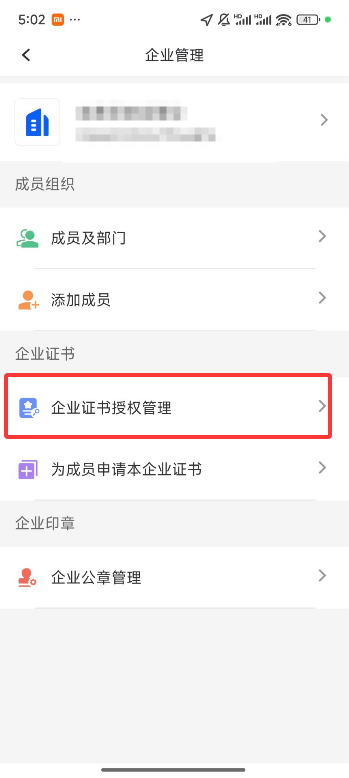 5:02
HD HD 41
企业管理
成员组织
成员及部门
添加成员
企业证书
企业证书授权管理
为成员申请本企业证书
企业印章
企业公章管理